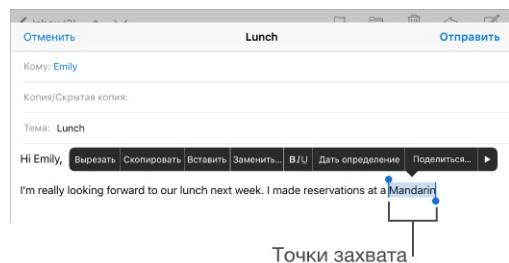 Отменить Lunch Отправить
Кому: Emily
Копия/Скрытая копия:
Тема: Lunch
Hi Emily, Вырезать Скопировать Вставить Заменить... BIU Дать определение Поделиться...
I'm really looking forward to our lunch next week. I made reservations at a Mandarin
Точки захвата